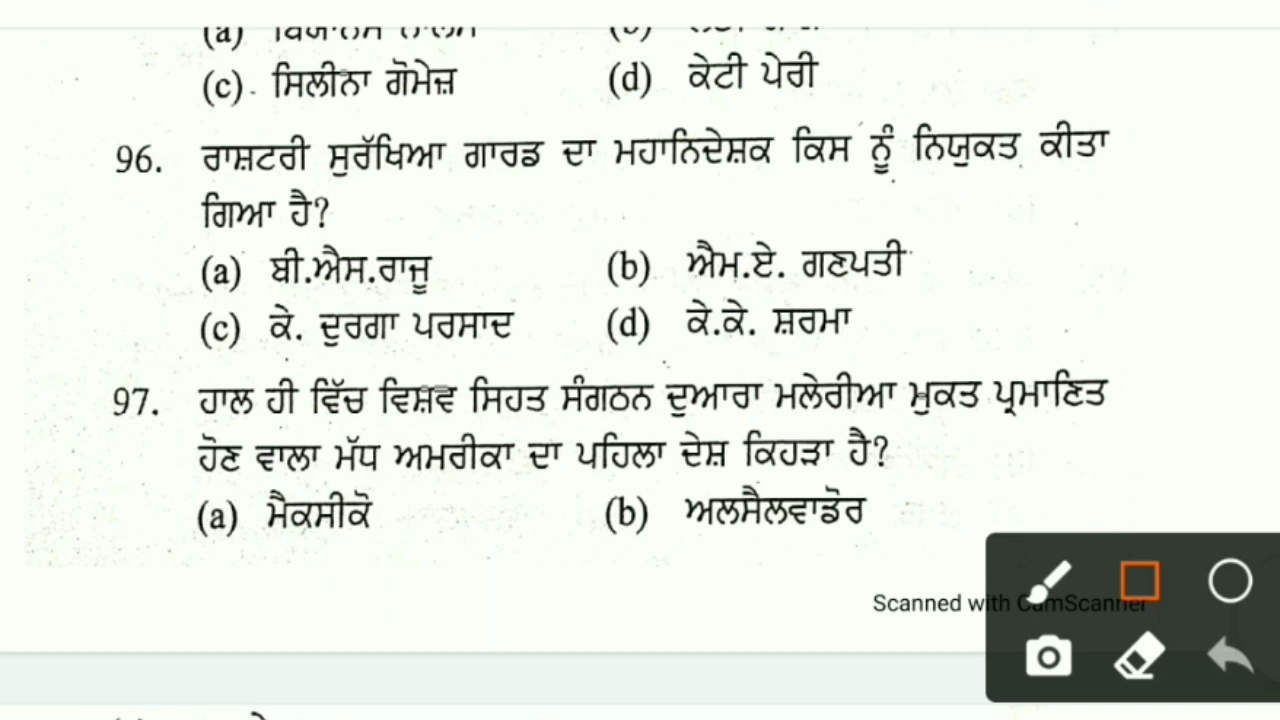 (c) ਸਿਲੀਨਾ ਗੋਮੇਜ਼ (d) ਕੇਟੀ ਪੇਰੀ
96. ਰਾਸ਼ਟਰੀ ਸੁਰੱਖਿਆ ਗਾਰਡ ਦਾ ਮਹਾਨਿਦੇਸ਼ਕ ਕਿਸ ਨੂੰ ਨਿਯੁਕਤ ਕੀਤਾ
ਗਿਆ ਹੈ?
(a) ਬੀ.ਐਸ.ਰਾਜੂ (b) ਐਮ.ਏ. ਗਣਪਤੀ
(c) ਕੇ. ਦੁਰਗਾ ਪਰਸਾਦ (d) ਕੇ.ਕੇ. ਸ਼ਰਮਾ
97. ਹਾਲ ਹੀ ਵਿੱਚ ਵਿਸ਼ਵ ਸਿਹਤ ਸੰਗਠਨ ਦੁਆਰਾ ਮਲੇਰੀਆ ਮੁਕਤ ਪ੍ਰਮਾਣਿਤ
ਹੋਣ ਵਾਲਾ ਮੱਧ ਅਮਰੀਕਾ ਦਾ ਪਹਿਲਾ ਦੇਸ਼ ਕਿਹੜਾ ਹੈ?
(a) ਮੈਕਸੀਕੋ (b) ਅਲਸੈਲਵਾਡੋਰ
Scanned with CamScanner